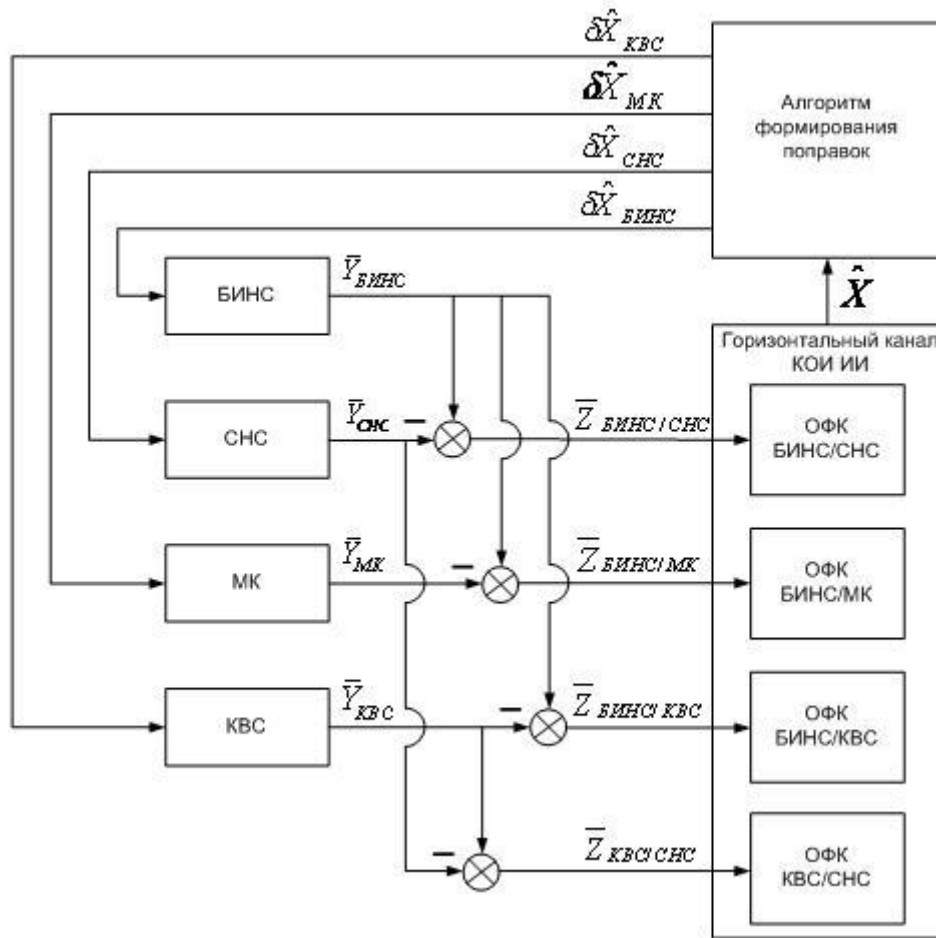 δX̂ КВС
δX̂ МК
δX̂ СНС
δX̂ БИНС
Алгоритм
формирования
поправок
X̂
БИНС
Y̅ БИНС
Горизонтальный канал
КОИ ИИ
СНС
Y̅ СНС
–
Z̅ БИНС/СНС
ОФК
БИНС/СНС
МК
Y̅ МК
–
Z̅ БИНС/МК
ОФК
БИНС/МК
КВС
Y̅ КВС
–
Z̅ БИНС/КВС
ОФК
БИНС/КВС
–
Z̅ КВС/СНС
ОФК
КВС/СНС